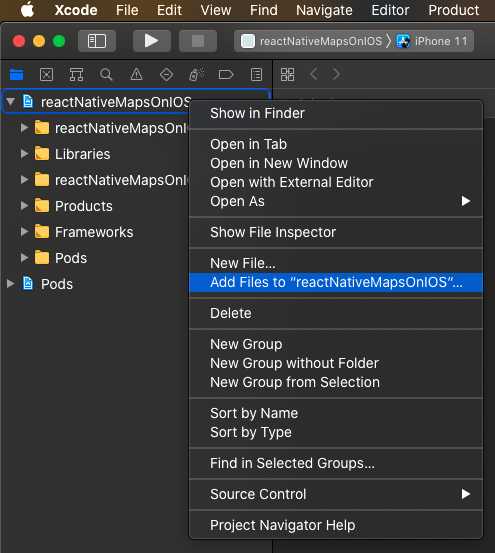 Xcode File Edit View Find Navigate Editor Product
reactNativeMapsOnIOS iPhone 11
reactNativeMapsOnIOS
reactNativeMapsOnIO
Libraries
reactNativeMapsOnIO
Products
Frameworks
Pods
Pods
Show in Finder
Open in Tab
Open in New Window
Open with External Editor
Open As
Show File Inspector
New File...
Add Files to “reactNativeMapsOnIOS”...
Delete
New Group
New Group without Folder
New Group from Selection
Sort by Name
Sort by Type
Find in Selected Groups...
Source Control
Project Navigator Help